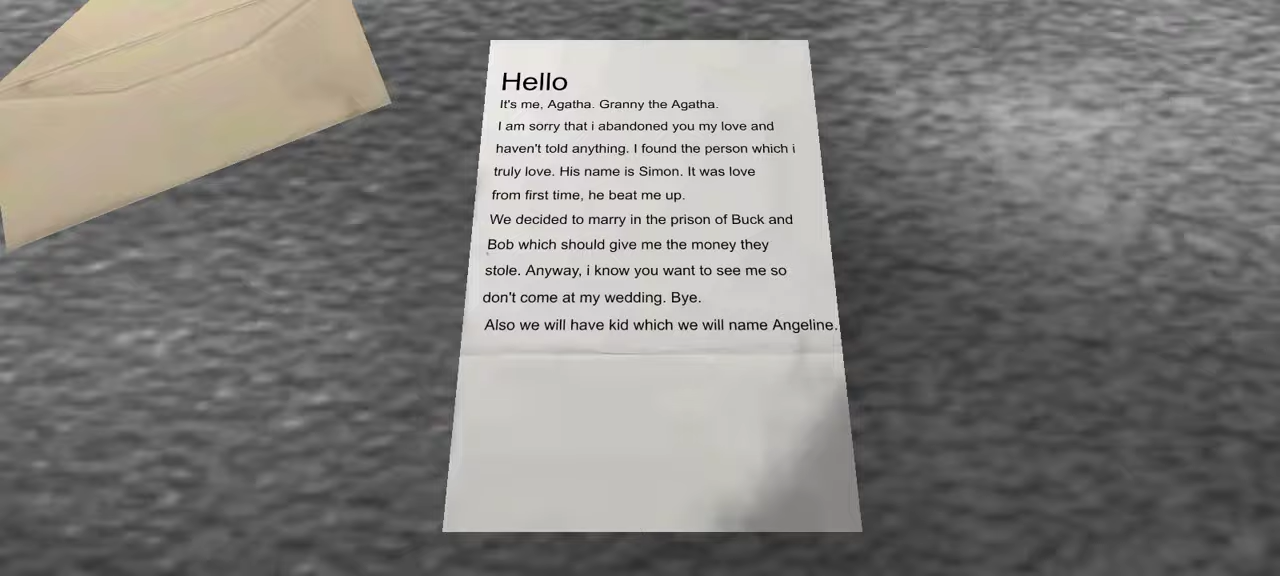 Hello
It's me, Agatha. Granny the Agatha.
I am sorry that i abandoned you my love and
haven't told anything. I found the person which i
truly love. His name is Simon. It was love
from first time, he beat me up.
We decided to marry in the prison of Buck and
Bob which should give me the money they
stole. Anyway, i know you want to see me so
don't come at my wedding. Bye.
Also we will have kid which we will name Angeline.